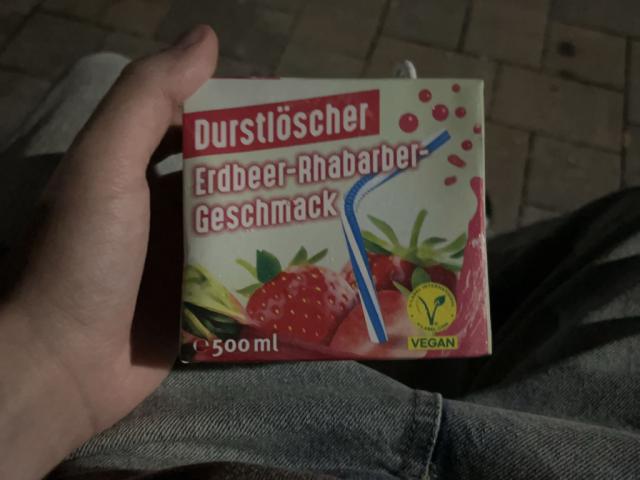 Durstlöscher
Erdbeer-Rhabarber-
Geschmack
℮500 ml
VEGAN